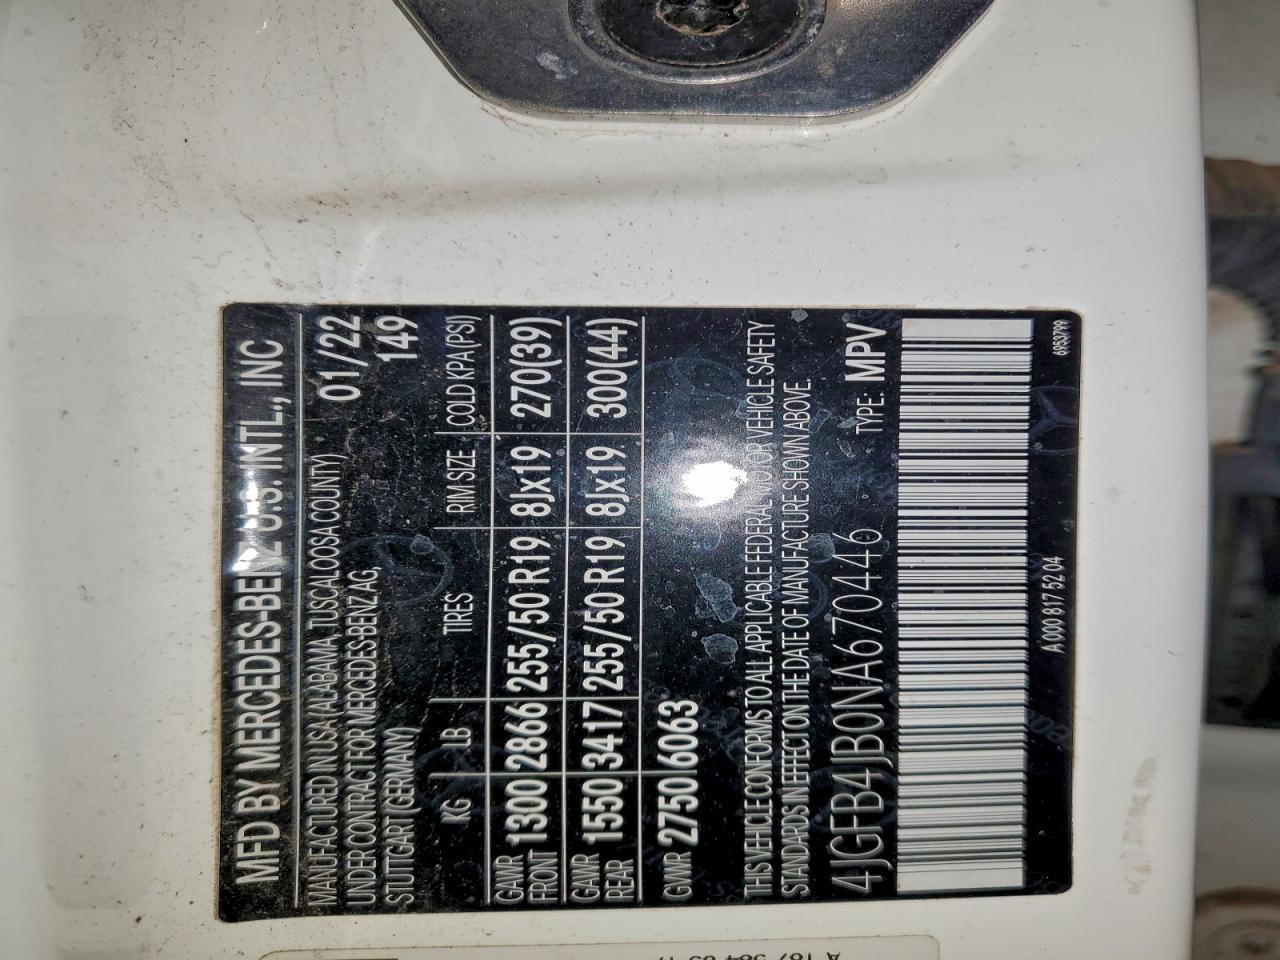 MFD BY MERCEDES-BENZ U.S. INTL., INC
MANUFACTURED IN USA (ALABAMA, TUSCALOOSA COUNTY) 01/22
UNDER CONTRACT FOR MERCEDES-BENZ AG,
STUTTGART (GERMANY) 149
KG LB TIRES RIM SIZE COLD KPA (PSI)
GAWR FRONT 1300 2866 255/50 R19 8Jx19 270(39)
GAWR REAR 1550 3417 255/50 R19 8Jx19 300(44)
GVWR 2750 6063
THIS VEHICLE CONFORMS TO ALL APPLICABLE FEDERAL MOTOR VEHICLE SAFETY
STANDARDS IN EFFECT ON THE DATE OF MANUFACTURE SHOWN ABOVE.
4JGFB4JB0NA670446 TYPE: MPV
A 000 817 52 04 6953799